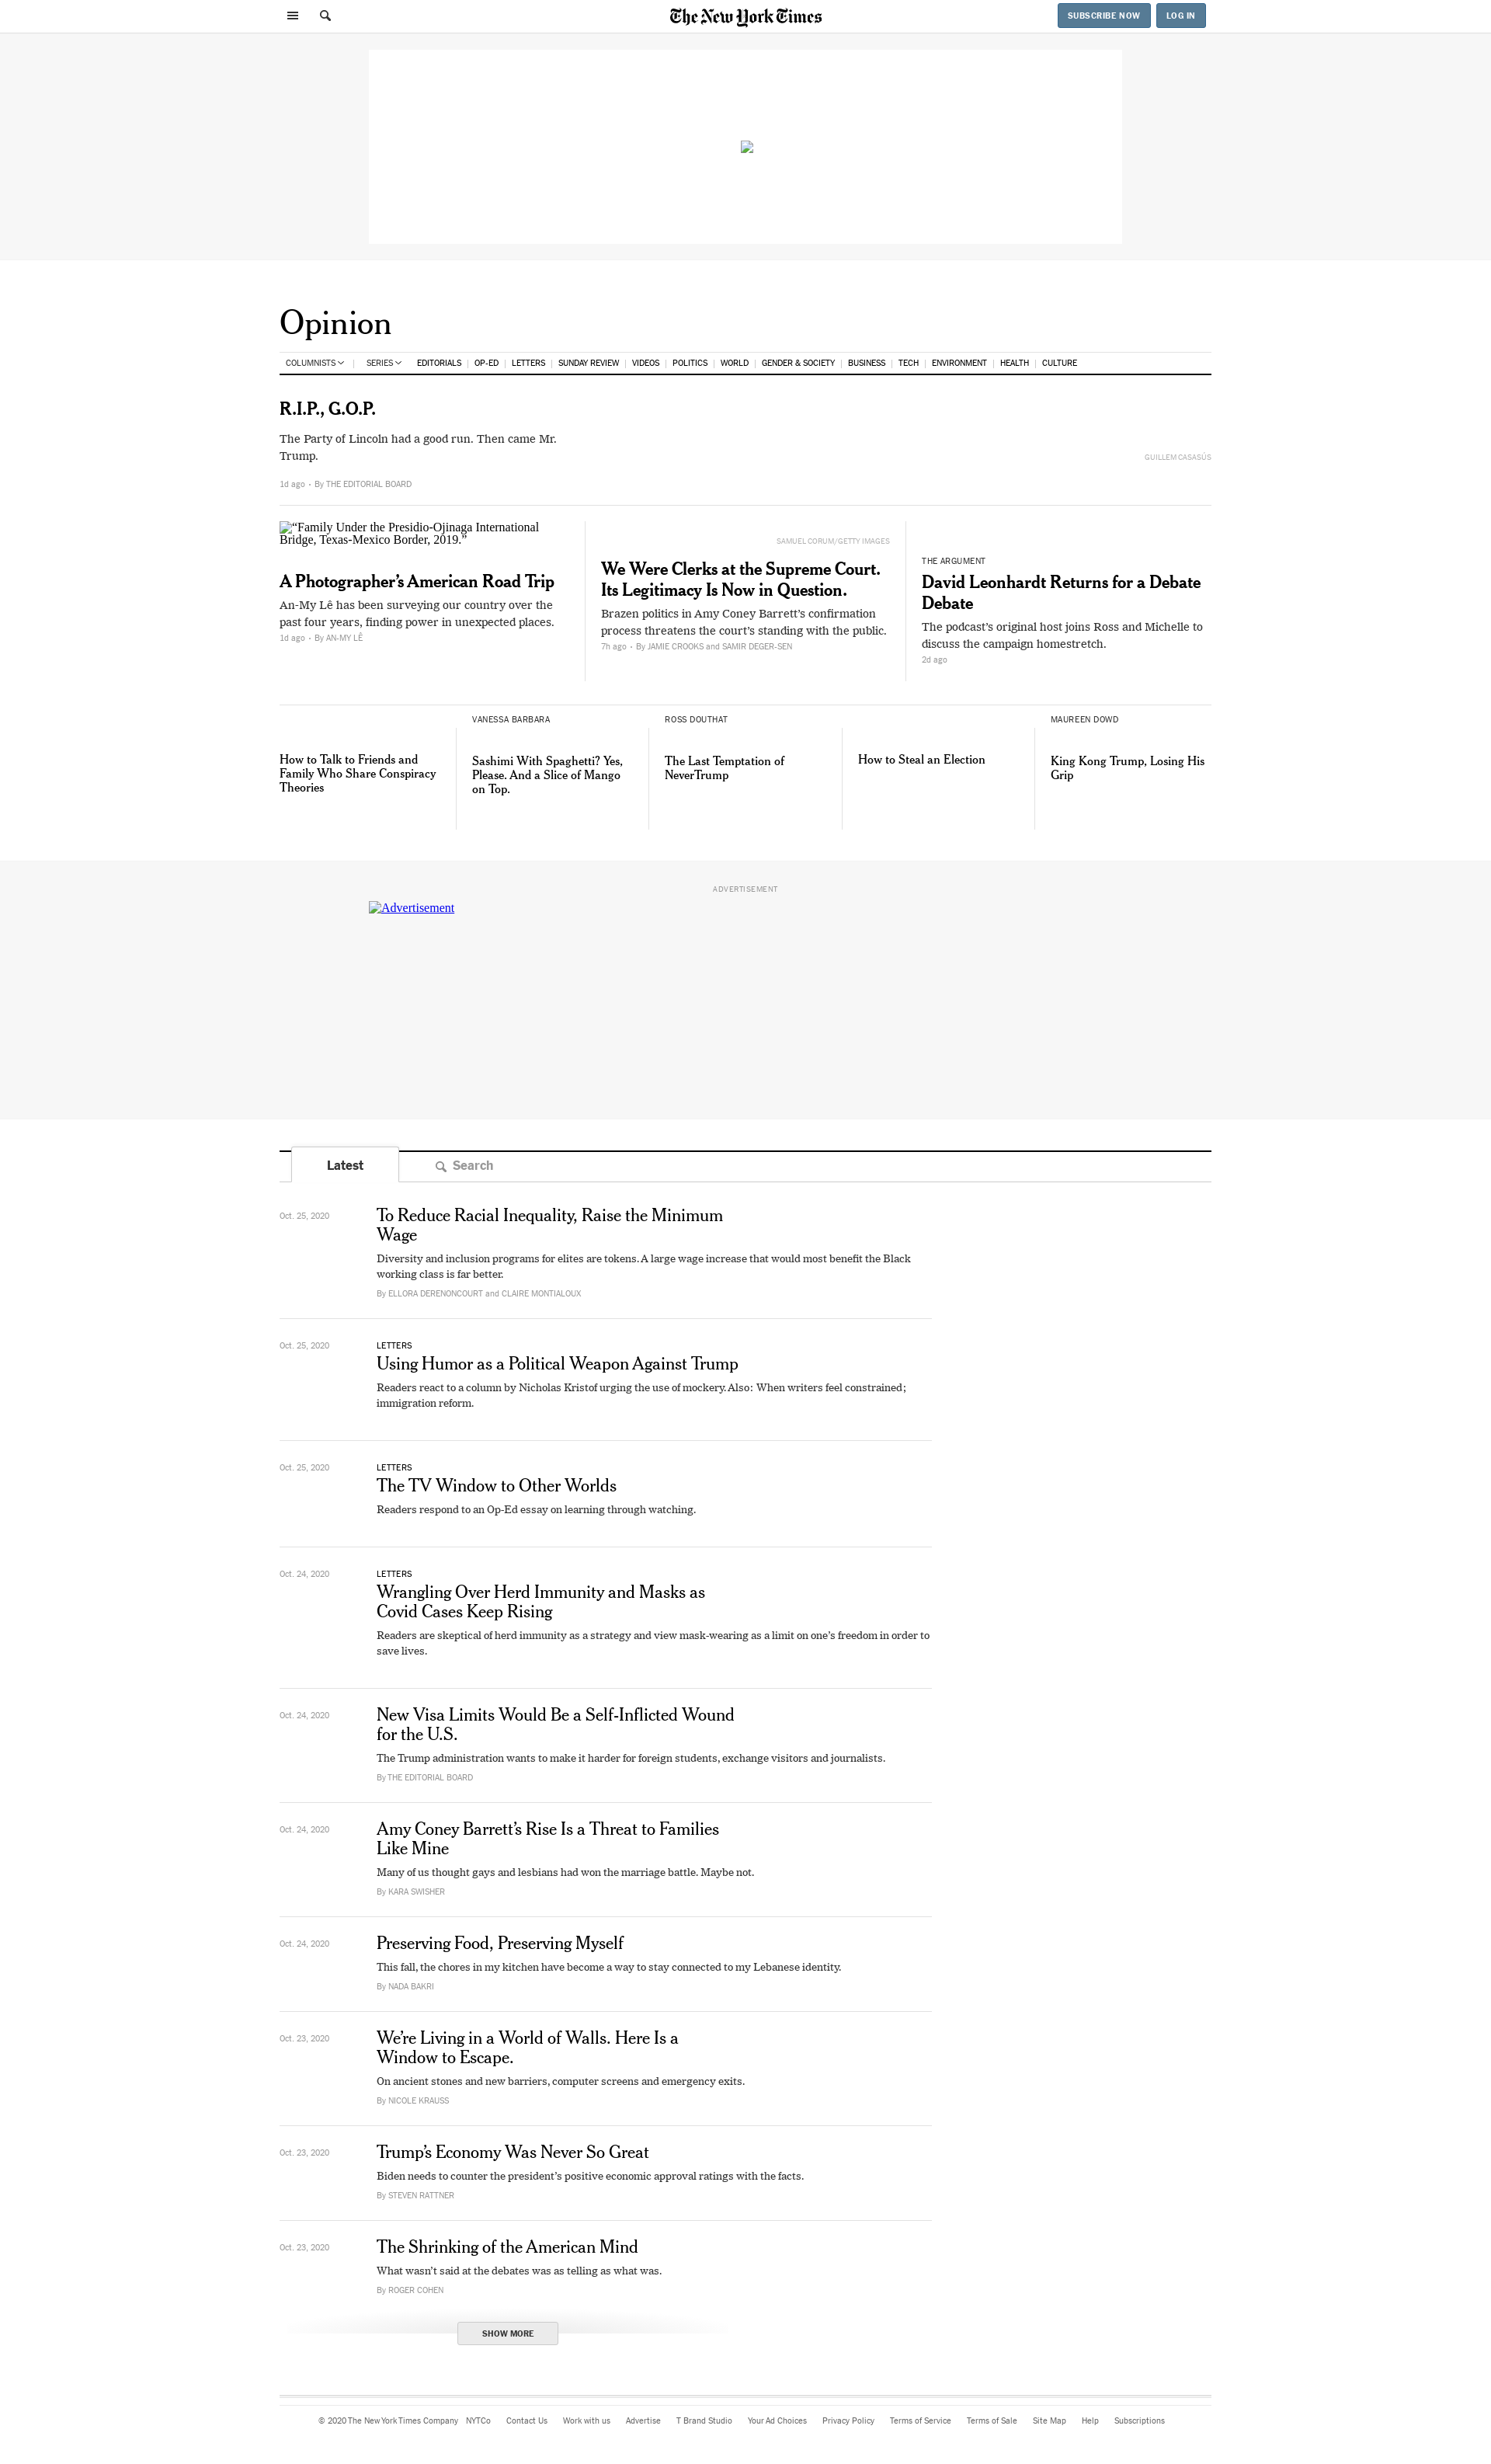 The New York Times
SUBSCRIBE NOW
LOG IN
Opinion
COLUMNISTS
SERIES
EDITORIALS
OP-ED
LETTERS
SUNDAY REVIEW
VIDEOS
POLITICS
WORLD
GENDER & SOCIETY
BUSINESS
TECH
ENVIRONMENT
HEALTH
CULTURE
R.I.P., G.O.P.
The Party of Lincoln had a good run. Then came Mr.
Trump.
1d ago • By THE EDITORIAL BOARD
GUILLEM CASASÚS
“Family Under the Presidio-Ojinaga International
Bridge, Texas-Mexico Border, 2019.”
A Photographer’s American Road Trip
An-My Lê has been surveying our country over the
past four years, finding power in unexpected places.
1d ago • By AN-MY LÊ
SAMUEL CORUM/GETTY IMAGES
We Were Clerks at the Supreme Court.
Its Legitimacy Is Now in Question.
Brazen politics in Amy Coney Barrett’s confirmation
process threatens the court’s standing with the public.
7h ago • By JAMIE CROOKS and SAMIR DEGER-SEN
THE ARGUMENT
David Leonhardt Returns for a Debate
Debate
The podcast’s original host joins Ross and Michelle to
discuss the campaign homestretch.
2d ago
How to Talk to Friends and
Family Who Share Conspiracy
Theories
VANESSA BARBARA
Sashimi With Spaghetti? Yes,
Please. And a Slice of Mango
on Top.
ROSS DOUTHAT
The Last Temptation of
NeverTrump
How to Steal an Election
MAUREEN DOWD
King Kong Trump, Losing His
Grip
ADVERTISEMENT
Advertisement
Latest
Search
Oct. 25, 2020
To Reduce Racial Inequality, Raise the Minimum
Wage
Diversity and inclusion programs for elites are tokens. A large wage increase that would most benefit the Black
working class is far better.
By ELLORA DERENONCOURT and CLAIRE MONTIALOUX
Oct. 25, 2020
LETTERS
Using Humor as a Political Weapon Against Trump
Readers react to a column by Nicholas Kristof urging the use of mockery. Also: When writers feel constrained;
immigration reform.
Oct. 25, 2020
LETTERS
The TV Window to Other Worlds
Readers respond to an Op-Ed essay on learning through watching.
Oct. 24, 2020
LETTERS
Wrangling Over Herd Immunity and Masks as
Covid Cases Keep Rising
Readers are skeptical of herd immunity as a strategy and view mask-wearing as a limit on one’s freedom in order to
save lives.
Oct. 24, 2020
New Visa Limits Would Be a Self-Inflicted Wound
for the U.S.
The Trump administration wants to make it harder for foreign students, exchange visitors and journalists.
By THE EDITORIAL BOARD
Oct. 24, 2020
Amy Coney Barrett’s Rise Is a Threat to Families
Like Mine
Many of us thought gays and lesbians had won the marriage battle. Maybe not.
By KARA SWISHER
Oct. 24, 2020
Preserving Food, Preserving Myself
This fall, the chores in my kitchen have become a way to stay connected to my Lebanese identity.
By NADA BAKRI
Oct. 23, 2020
We’re Living in a World of Walls. Here Is a
Window to Escape.
On ancient stones and new barriers, computer screens and emergency exits.
By NICOLE KRAUSS
Oct. 23, 2020
Trump’s Economy Was Never So Great
Biden needs to counter the president’s positive economic approval ratings with the facts.
By STEVEN RATTNER
Oct. 23, 2020
The Shrinking of the American Mind
What wasn’t said at the debates was as telling as what was.
By ROGER COHEN
SHOW MORE
© 2020 The New York Times Company
NYTCo
Contact Us
Work with us
Advertise
T Brand Studio
Your Ad Choices
Privacy Policy
Terms of Service
Terms of Sale
Site Map
Help
Subscriptions